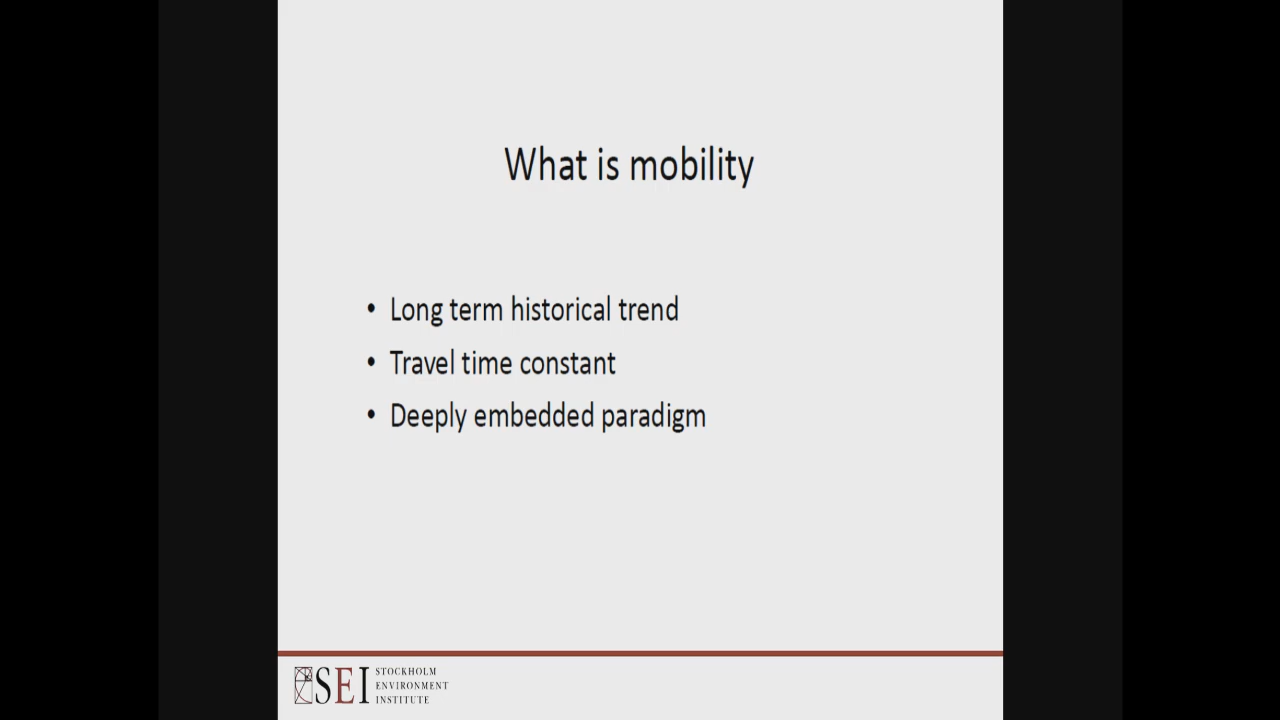 What is mobility
• Long term historical trend
• Travel time constant
• Deeply embedded paradigm
SEI STOCKHOLM
ENVIRONMENT
INSTITUTE